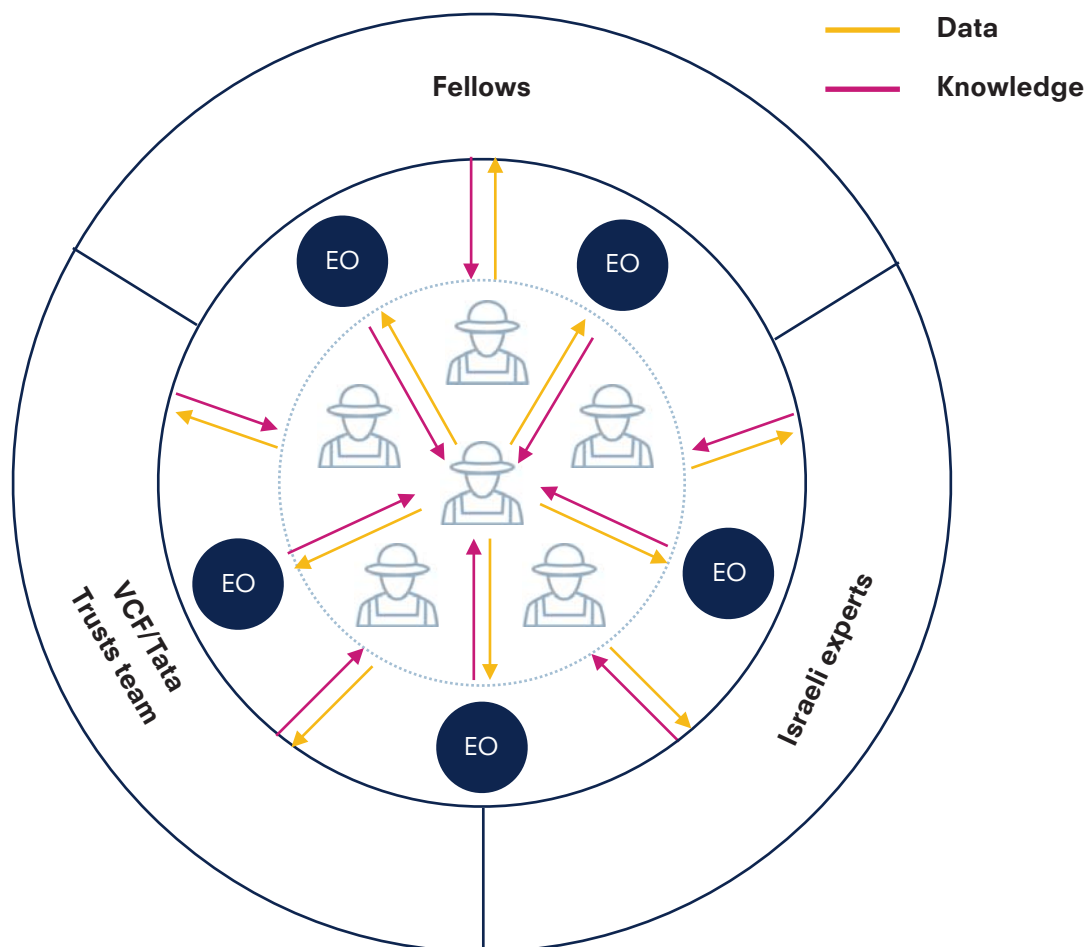 Data
Fellows
Knowledge
EO
EO
EO
EO
VCF/Tata
Trusts team
Israeli experts
EO